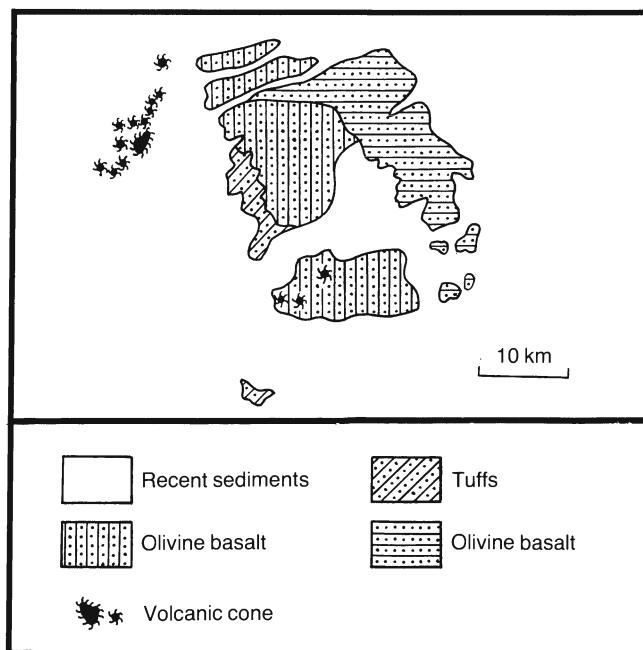 10 km
Recent sediments
Tuffs
Olivine basalt
Olivine basalt
Volcanic cone